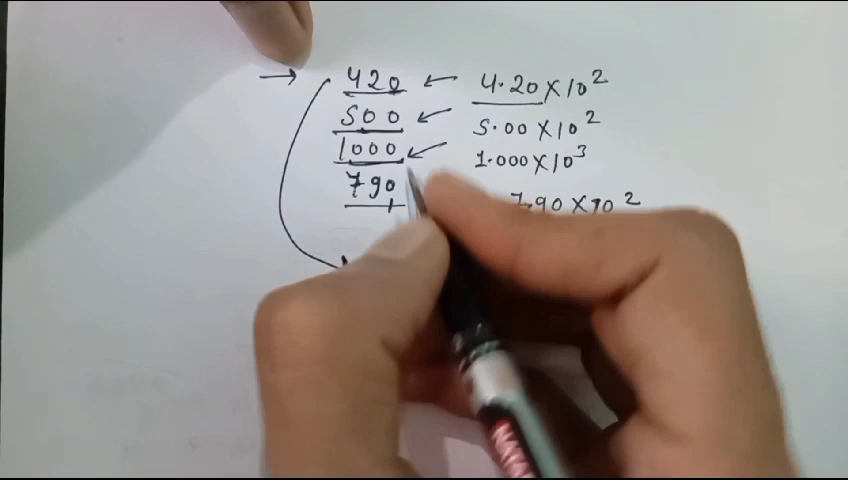 → 420 ← 4.20 × 10²
500 ← 5.00 × 10²
1000 ← 1.000 × 10³
790 7.90 × 10²